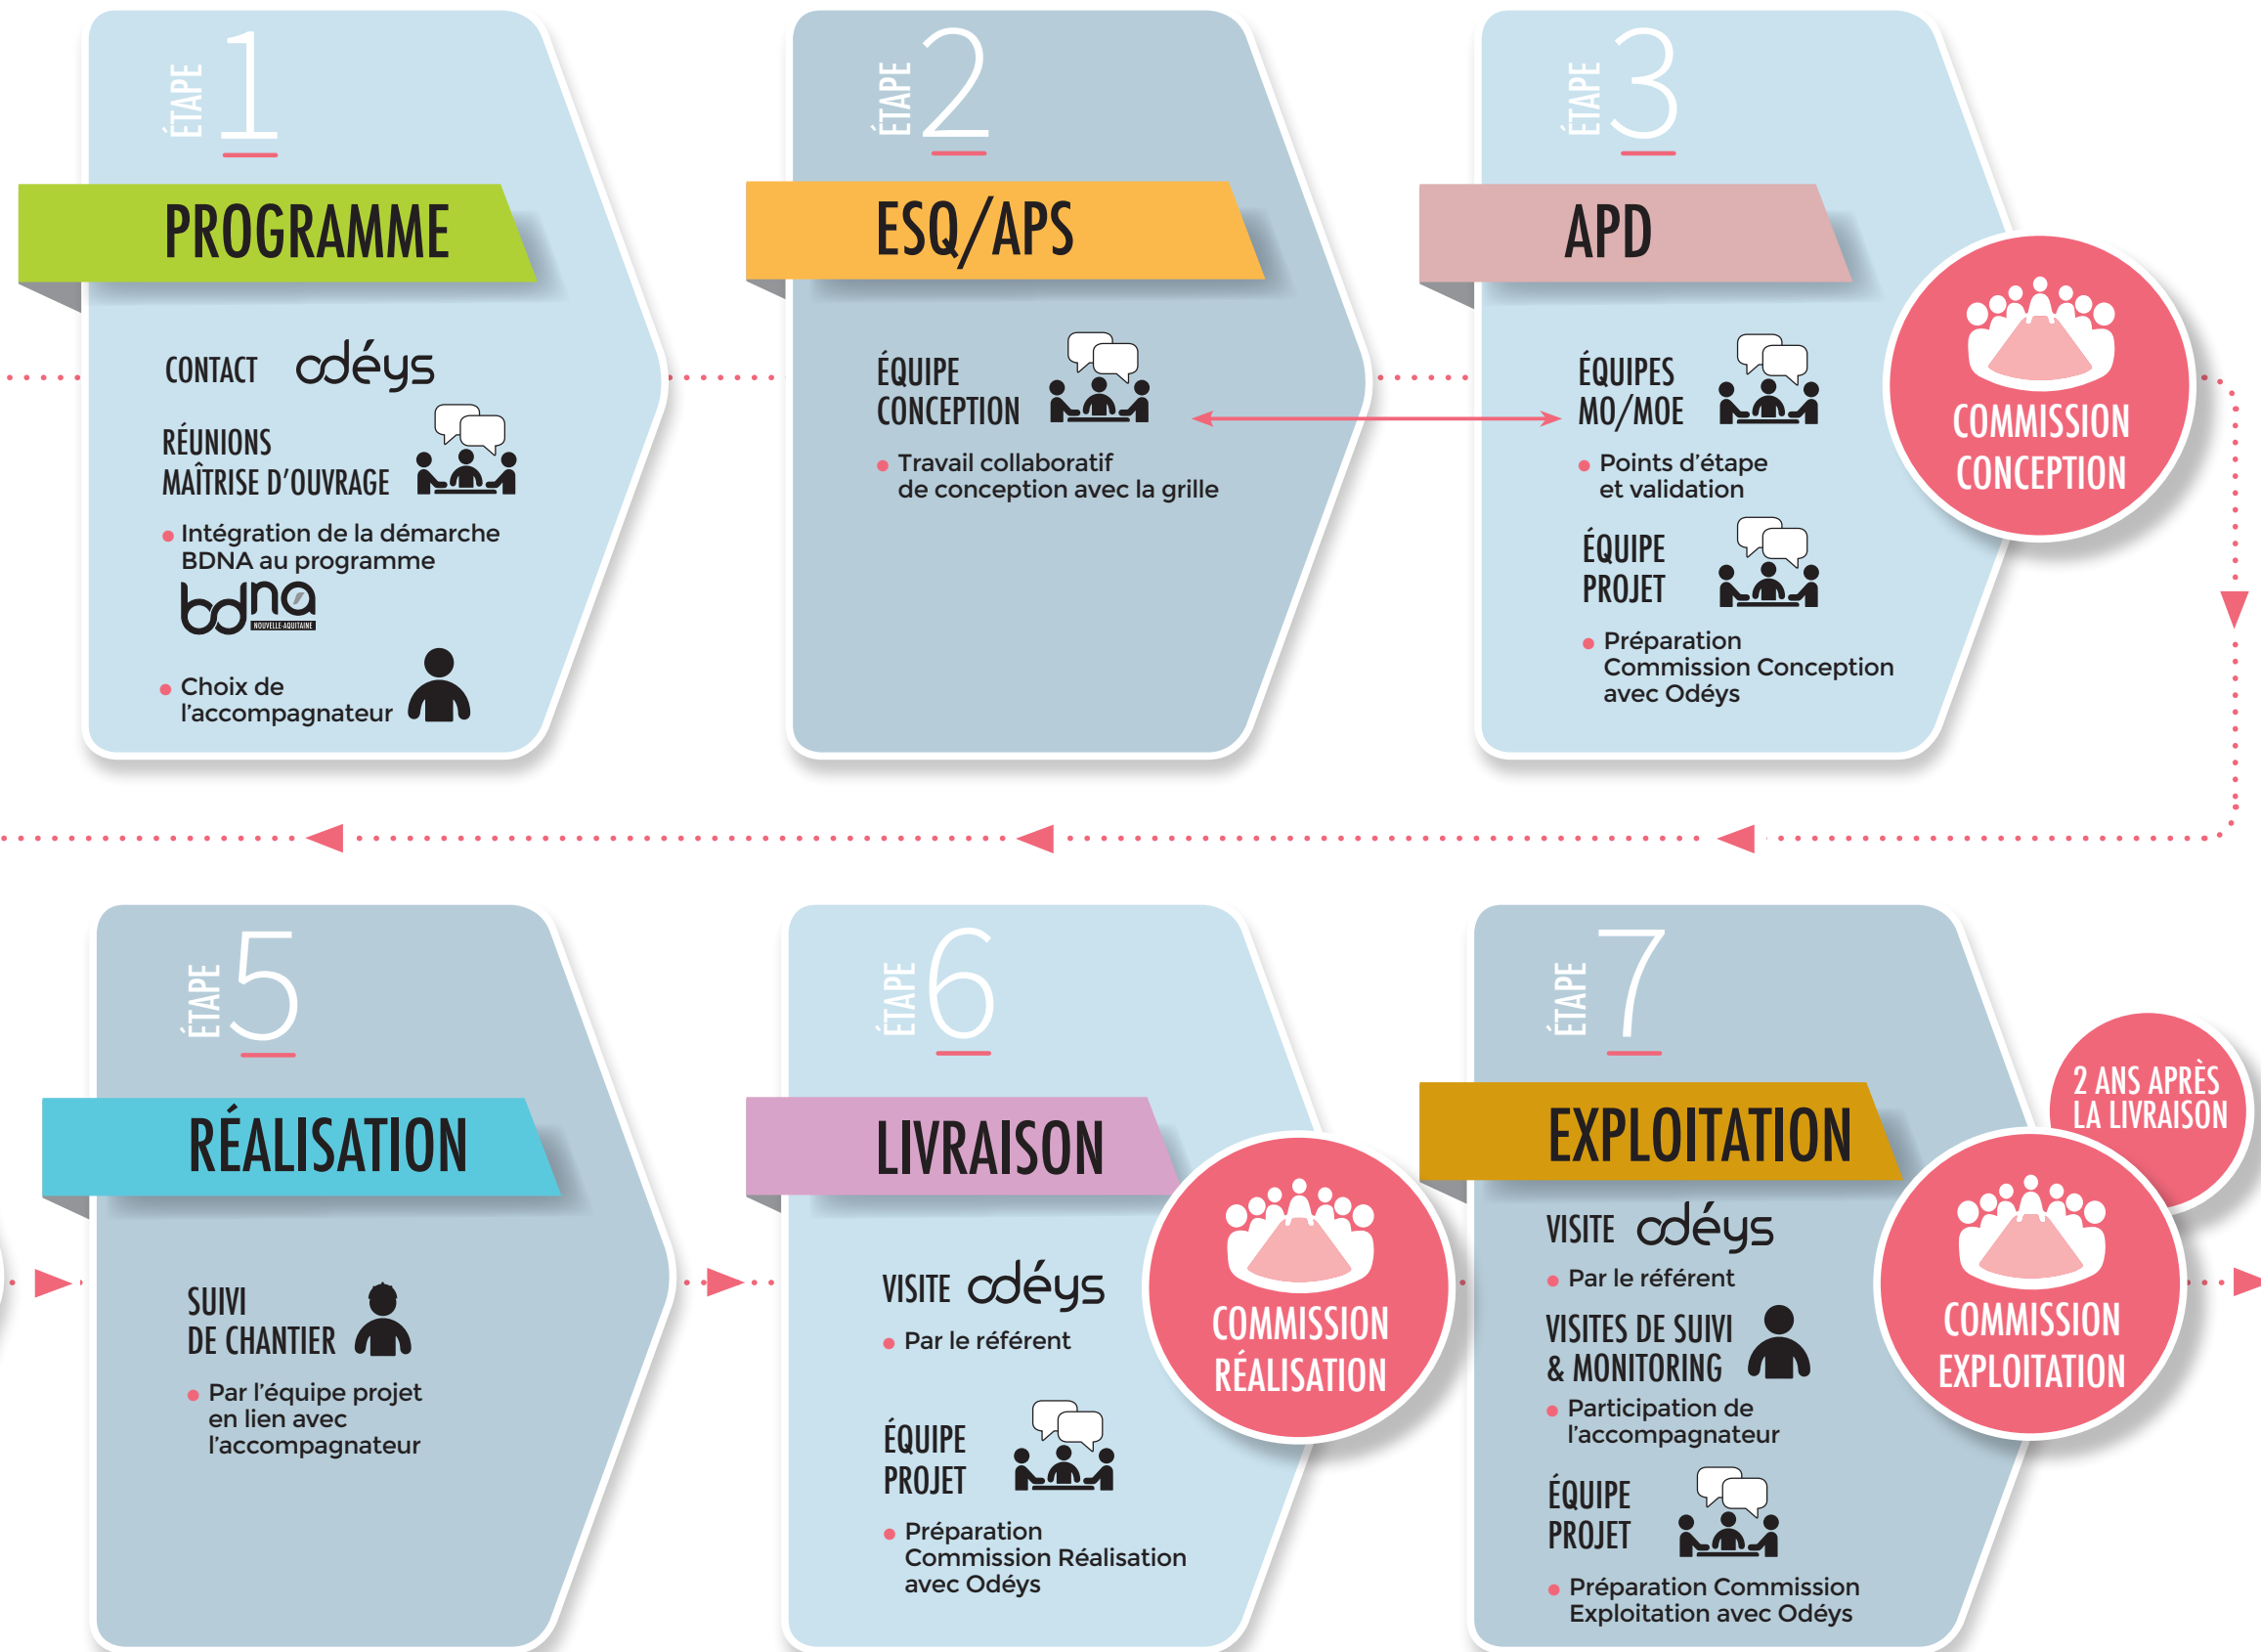 ÉTAPE 1
PROGRAMME
CONTACT odéys
RÉUNIONS
MAÎTRISE D'OUVRAGE
Intégration de la démarche
BDNA au programme
bdna
NOUVELLE-AQUITAINE
Choix de
l'accompagnateur
ÉTAPE 2
ESQ/APS
ÉQUIPE
CONCEPTION
Travail collaboratif
de conception avec la grille
ÉTAPE 3
APD
ÉQUIPES
MO/MOE
Points d'étape
et validation
ÉQUIPE
PROJET
Préparation
Commission Conception
avec Odéys
COMMISSION
CONCEPTION
ÉTAPE 5
RÉALISATION
SUIVI
DE CHANTIER
Par l'équipe projet
en lien avec
l'accompagnateur
ÉTAPE 6
LIVRAISON
VISITE odéys
Par le référent
ÉQUIPE
PROJET
Préparation
Commission Réalisation
avec Odéys
COMMISSION
RÉALISATION
ÉTAPE 7
EXPLOITATION
VISITE odéys
Par le référent
VISITES DE SUIVI
& MONITORING
Participation de
l'accompagnateur
ÉQUIPE
PROJET
Préparation Commission
Exploitation avec Odéys
2 ANS APRÈS
LA LIVRAISON
COMMISSION
EXPLOITATION